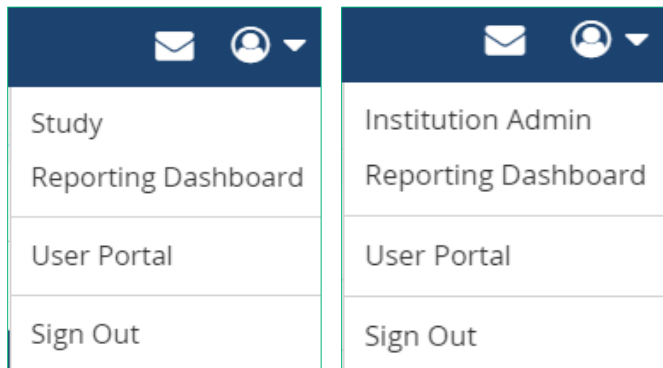 Study
Reporting Dashboard
User Portal
Sign Out
Institution Admin
Reporting Dashboard
User Portal
Sign Out